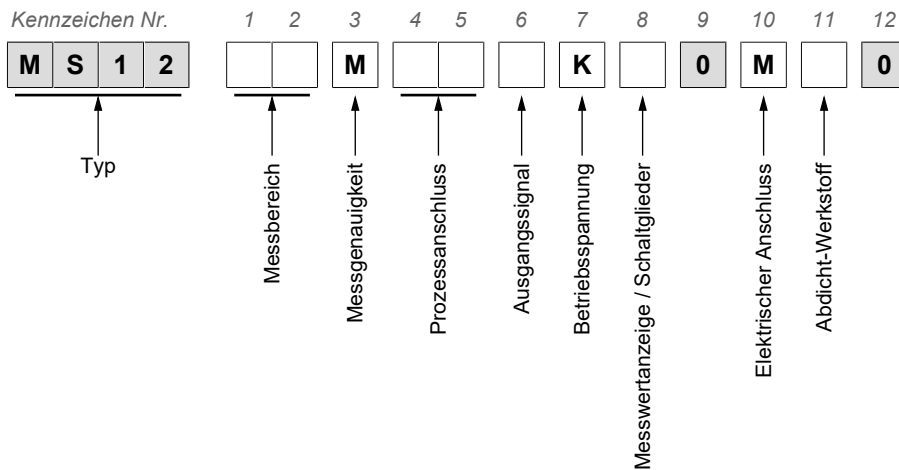 Kennzeichen Nr. 1 2 3 4 5 6 7 8 9 10 11 12
M S 1 2 M K 0 M 0
Typ
Messbereich
Messgenauigkeit
Prozessanschluss
Ausgangssignal
Betriebsspannung
Messwertanzeige / Schaltglieder
Elektrischer Anschluss
Abdicht-Werkstoff